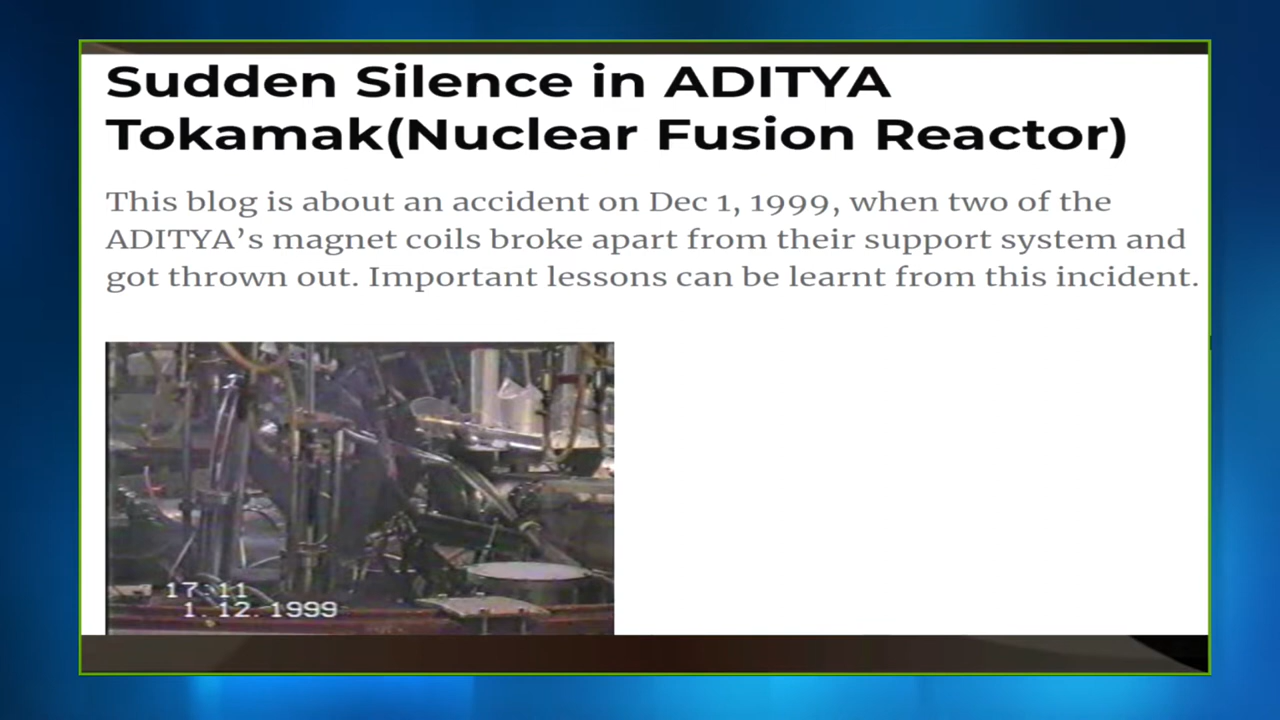 Sudden Silence in ADITYA
Tokamak(Nuclear Fusion Reactor)
This blog is about an accident on Dec 1, 1999, when two of the
ADITYA’s magnet coils broke apart from their support system and
got thrown out. Important lessons can be learnt from this incident.
17:11
1. 12. 1999